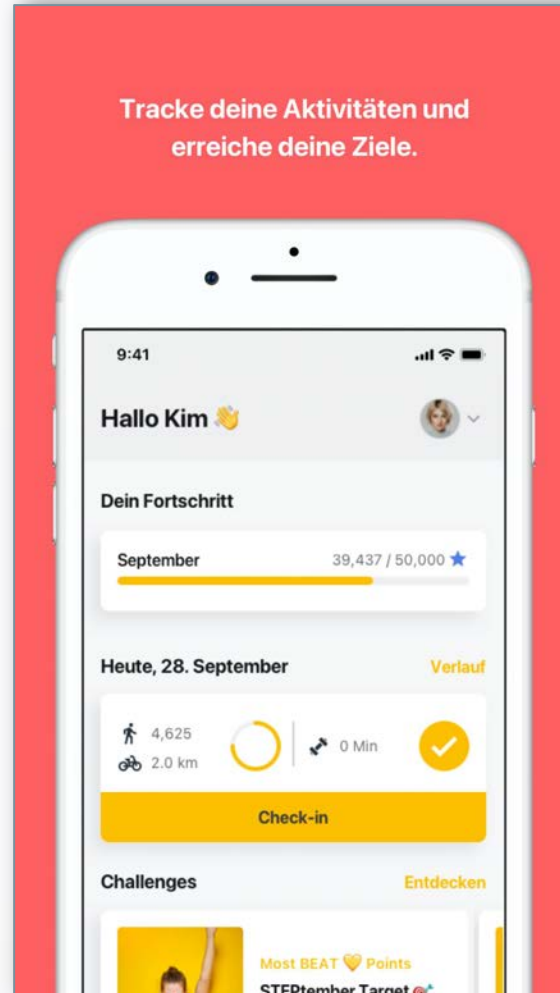 Tracke deine Aktivitäten und
erreiche deine Ziele.
9:41
Hallo Kim 👋
Dein Fortschritt
September 39,437 / 50,000 ★
Heute, 28. September Verlauf
4,625
2.0 km
0 Min
Check-in
Challenges Entdecken
Most BEAT 💛 Points
STEPtember Target 🎯